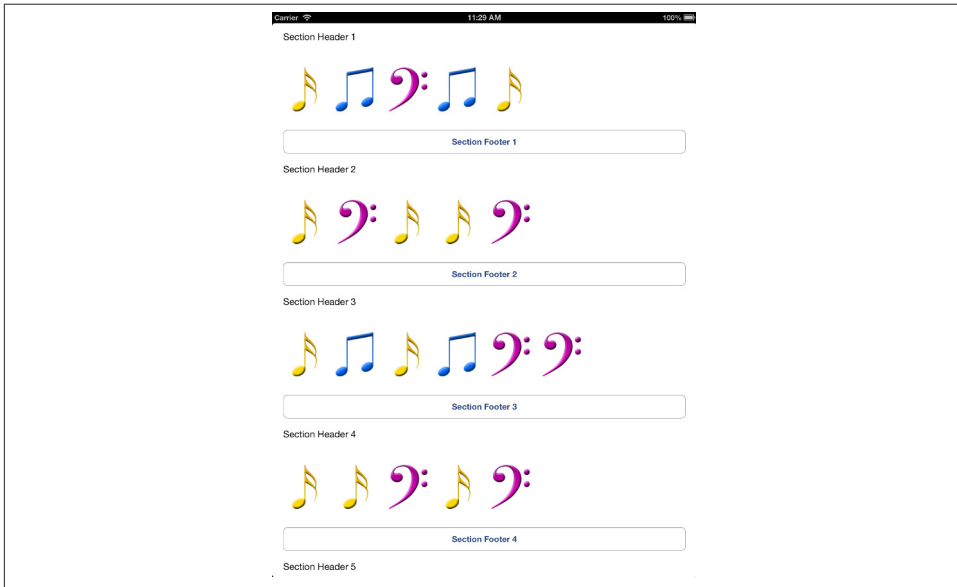 Carrier 11:29 AM 100%
Section Header 1
Section Footer 1
Section Header 2
Section Footer 2
Section Header 3
Section Footer 3
Section Header 4
Section Footer 4
Section Header 5